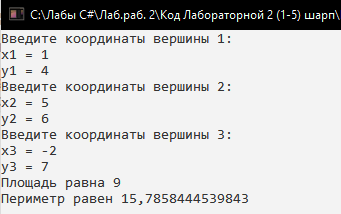 C:\Лабы C#\Лаб.раб. 2\Код Лабораторной 2 (1-5) шарп\
Введите координаты вершины 1:
x1 = 1
y1 = 4
Введите координаты вершины 2:
x2 = 5
y2 = 6
Введите координаты вершины 3:
x3 = -2
y3 = 7
Площадь равна 9
Периметр равен 15,7858444539843